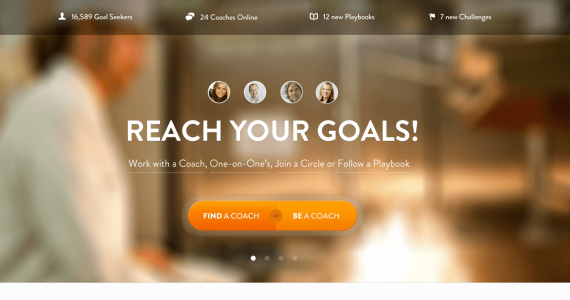 16,589 Goal Seekers
24 Coaches Online
12 new Playbooks
7 new Challenges
REACH YOUR GOALS!
Work with a Coach, One-on-One's, Join a Circle or Follow a Playbook
FIND A COACH
BE A COACH